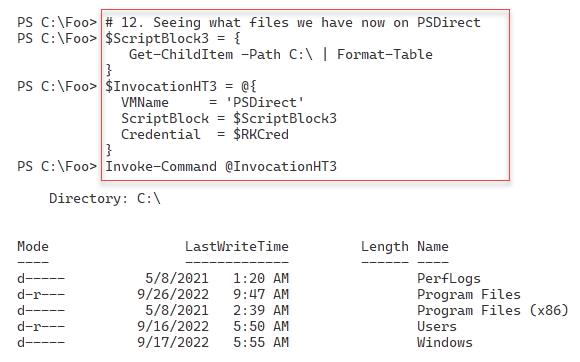 PS C:\Foo> # 12. Seeing what files we have now on PSDirect
PS C:\Foo> $ScriptBlock3 = {
   Get-ChildItem -Path C:\ | Format-Table
}
PS C:\Foo> $InvocationHT3 = @{
  VMName      = 'PSDirect'
  ScriptBlock = $ScriptBlock3
  Credential  = $RKCred
}
PS C:\Foo> Invoke-Command @InvocationHT3
    Directory: C:\
Mode                 LastWriteTime         Length Name
----                 -------------         ------ ----
d-----          5/8/2021   1:20 AM                PerfLogs
d-r---         9/26/2022   9:47 AM                Program Files
d-----          5/8/2021   2:39 AM                Program Files (x86)
d-r---         9/16/2022   5:50 AM                Users
d-----         9/17/2022   5:55 AM                Windows